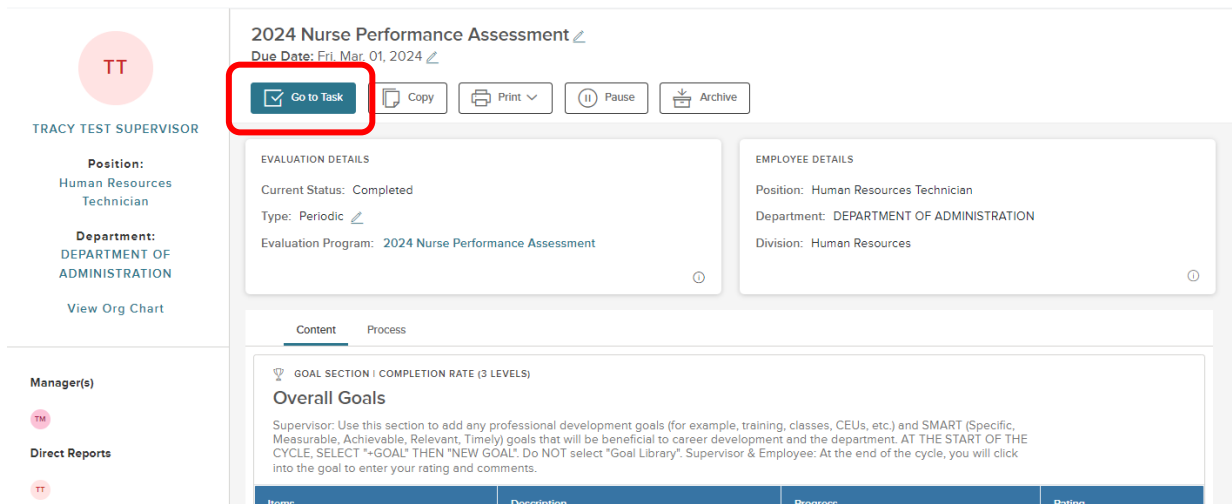 TT
TRACY TEST SUPERVISOR
Position:
Human Resources
Technician
Department:
DEPARTMENT OF
ADMINISTRATION
View Org Chart
Manager(s)
TM
Direct Reports
TT
2024 Nurse Performance Assessment
Due Date: Fri, Mar. 01, 2024
Go to Task
Copy
Print
Pause
Archive
EVALUATION DETAILS
Current Status: Completed
Type: Periodic
Evaluation Program: 2024 Nurse Performance Assessment
EMPLOYEE DETAILS
Position: Human Resources Technician
Department: DEPARTMENT OF ADMINISTRATION
Division: Human Resources
Content Process
GOAL SECTION | COMPLETION RATE (3 LEVELS)
Overall Goals
Supervisor: Use this section to add any professional development goals (for example, training, classes, CEUs, etc.) and SMART (Specific,
Measurable, Achievable, Relevant, Timely) goals that will be beneficial to career development and the department. AT THE START OF THE
CYCLE, SELECT "+GOAL" THEN "NEW GOAL". Do NOT select "Goal Library". Supervisor & Employee: At the end of the cycle, you will click
into the goal to enter your rating and comments.
Items Description Progress Rating